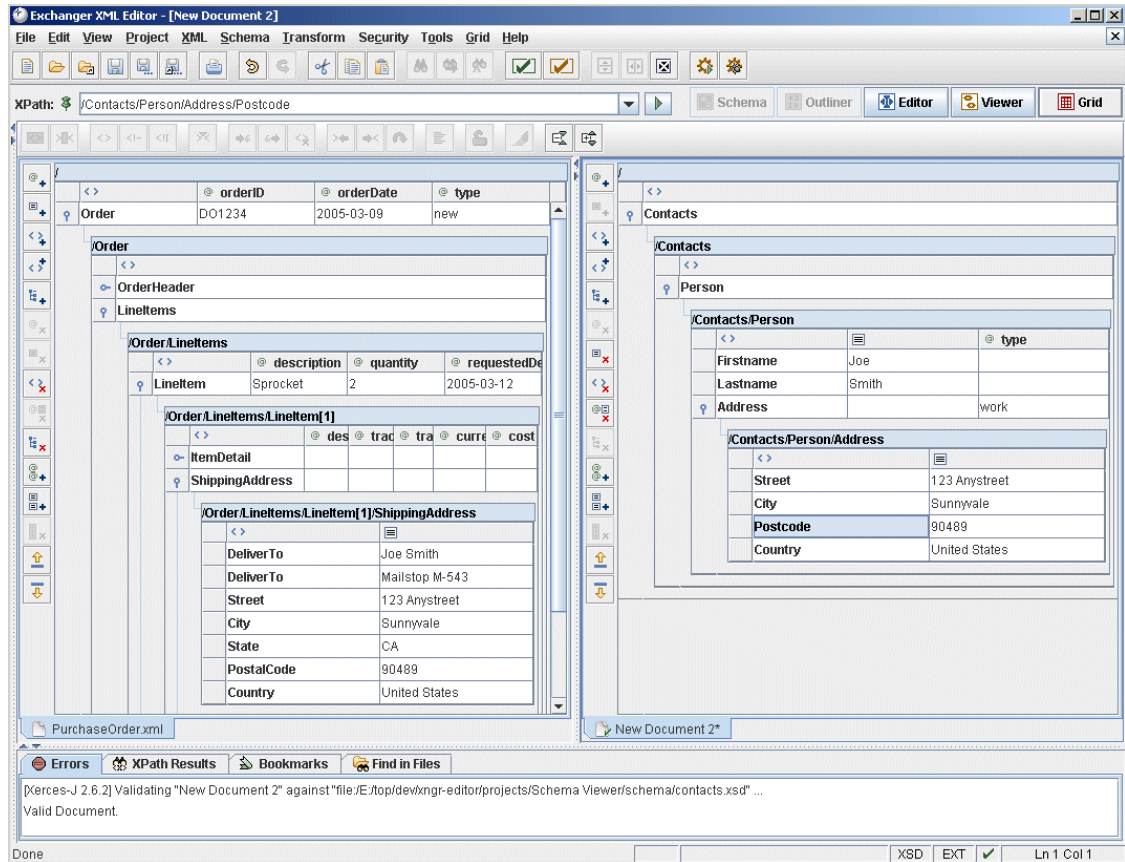 Exchanger XML Editor - [New Document 2]
File Edit View Project XML Schema Transform Security Tools Grid Help
XPath: /Contacts/Person/Address/Postcode
Schema Outliner Editor Viewer Grid
/
<> @ orderID @ orderDate @ type
Order DO1234 2005-03-09 new
/Order
<>
OrderHeader
LineItems
/Order/LineItems
<> @ description @ quantity @ requestedDe
LineItem Sprocket 2 2005-03-12
/Order/LineItems/LineItem[1]
<> @ des @ trac @ tra @ curre @ cost
ItemDetail
ShippingAddress
/Order/LineItems/LineItem[1]/ShippingAddress
<>
DeliverTo Joe Smith
DeliverTo Mailstop M-543
Street 123 Anystreet
City Sunnyvale
State CA
PostalCode 90489
Country United States
PurchaseOrder.xml
/
<>
Contacts
/Contacts
<>
Person
/Contacts/Person
<> @ type
Firstname Joe
Lastname Smith
Address work
/Contacts/Person/Address
<>
Street 123 Anystreet
City Sunnyvale
Postcode 90489
Country United States
New Document 2*
Errors XPath Results Bookmarks Find in Files
[Xerces-J 2.6.2] Validating "New Document 2" against "file:/E:/top/dev/xngr-editor/projects/Schema Viewer/schema/contacts.xsd" ...
Valid Document.
Done XSD EXT Ln 1 Col 1